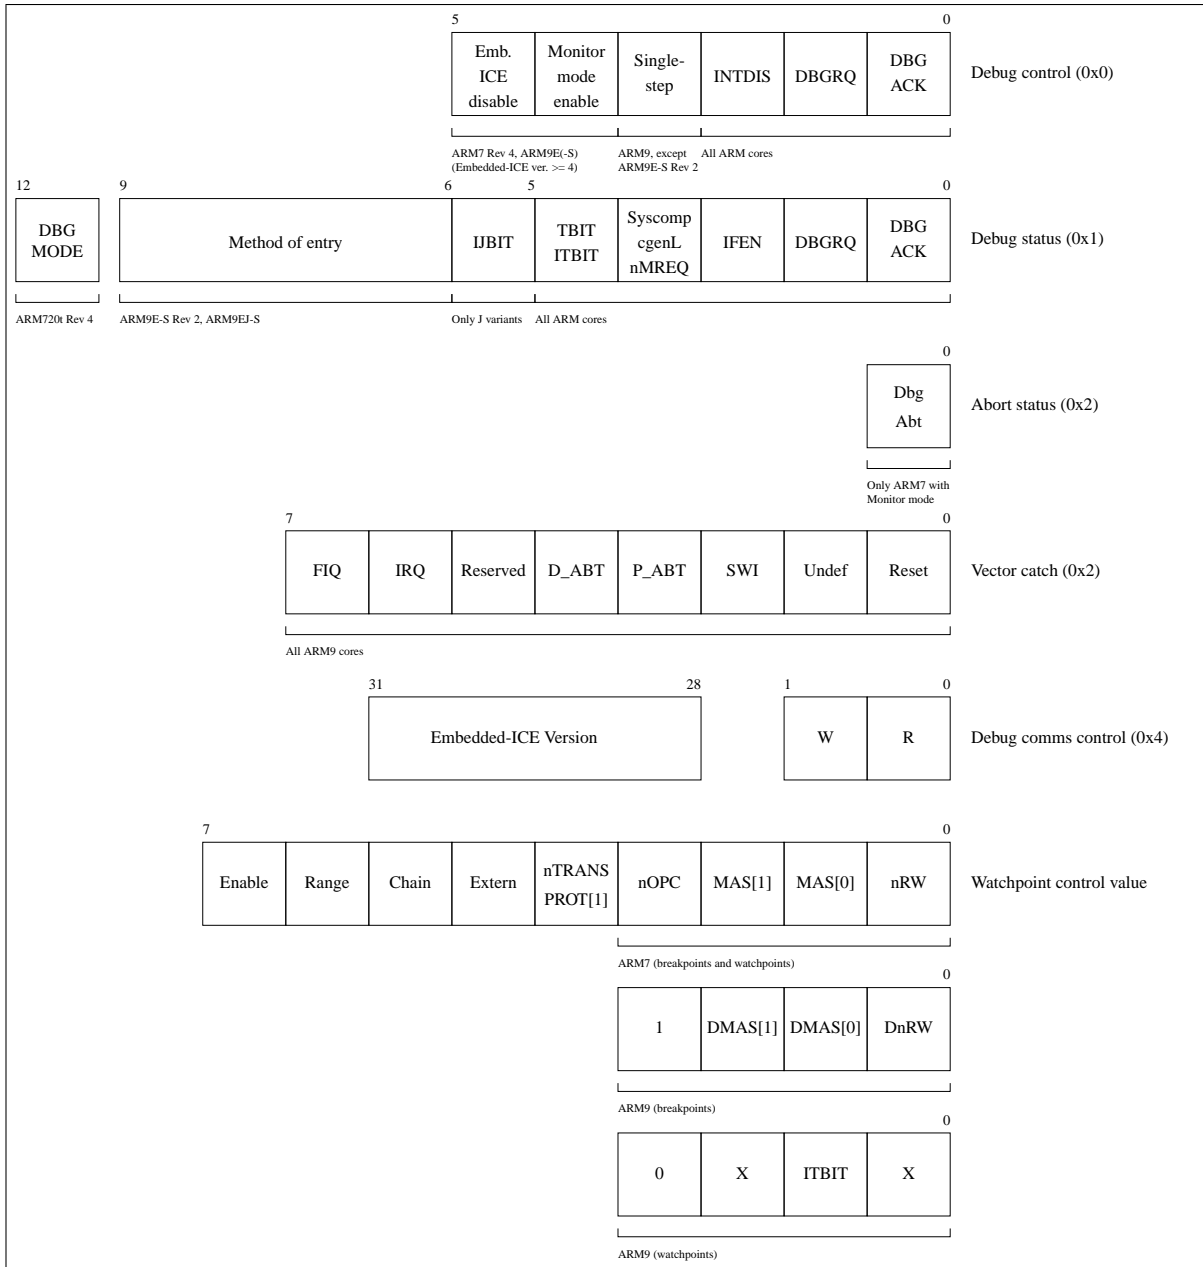 5 0
Emb. Monitor Single- INTDIS DBGRQ DBG Debug control (0x0)
ICE mode step ACK
disable enable
ARM7 Rev 4, ARM9E(-S) ARM9, except All ARM cores
(Embedded-ICE ver. >= 4) ARM9E-S Rev 2
12 9 6 5 0
DBG Method of entry IJBIT TBIT Syscomp IFEN DBGRQ DBG Debug status (0x1)
MODE ITBIT cgenL ACK
nMREQ
ARM720t Rev 4 ARM9E-S Rev 2, ARM9EJ-S Only J variants All ARM cores
0
Dbg Abort status (0x2)
Abt
Only ARM7 with
Monitor mode
7 0
FIQ IRQ Reserved D_ABT P_ABT SWI Undef Reset Vector catch (0x2)
All ARM9 cores
31 28 1 0
Embedded-ICE Version W R Debug comms control (0x4)
7 0
Enable Range Chain Extern nTRANS nOPC MAS[1] MAS[0] nRW Watchpoint control value
PROT[1]
ARM7 (breakpoints and watchpoints)
0
1 DMAS[1] DMAS[0] DnRW
ARM9 (breakpoints)
0
0 X ITBIT X
ARM9 (watchpoints)